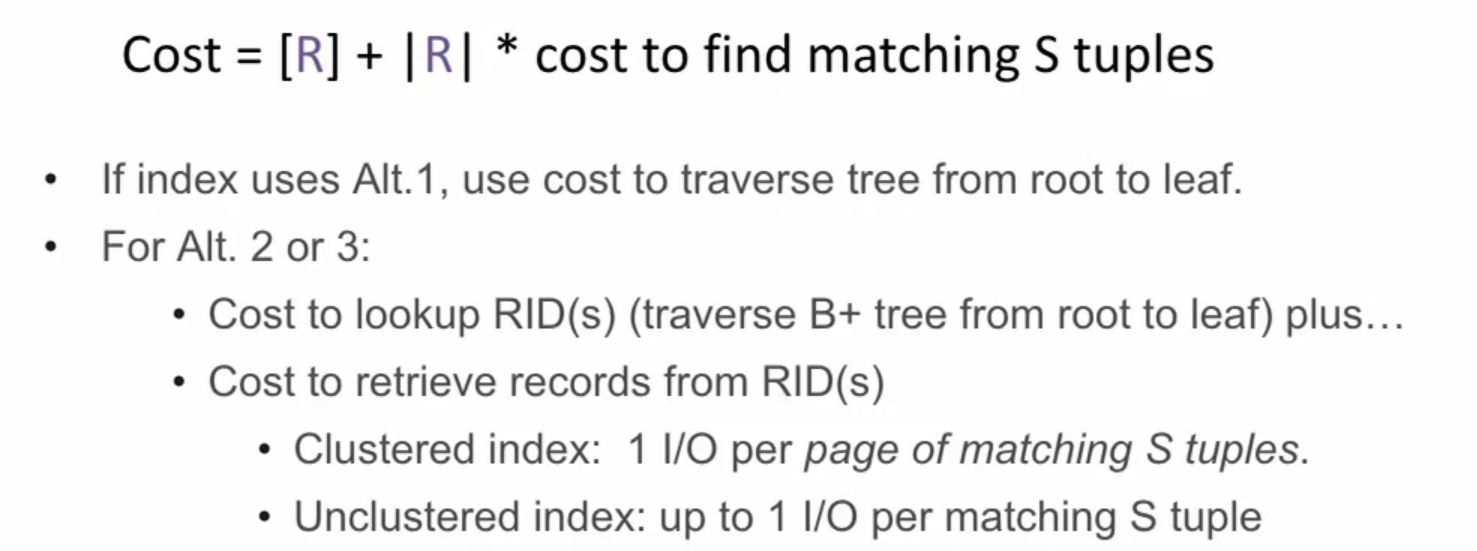 Cost = [R] + |R| * cost to find matching S tuples
• If index uses Alt.1, use cost to traverse tree from root to leaf.
• For Alt. 2 or 3:
• Cost to lookup RID(s) (traverse B+ tree from root to leaf) plus…
• Cost to retrieve records from RID(s)
• Clustered index: 1 I/O per page of matching S tuples.
• Unclustered index: up to 1 I/O per matching S tuple